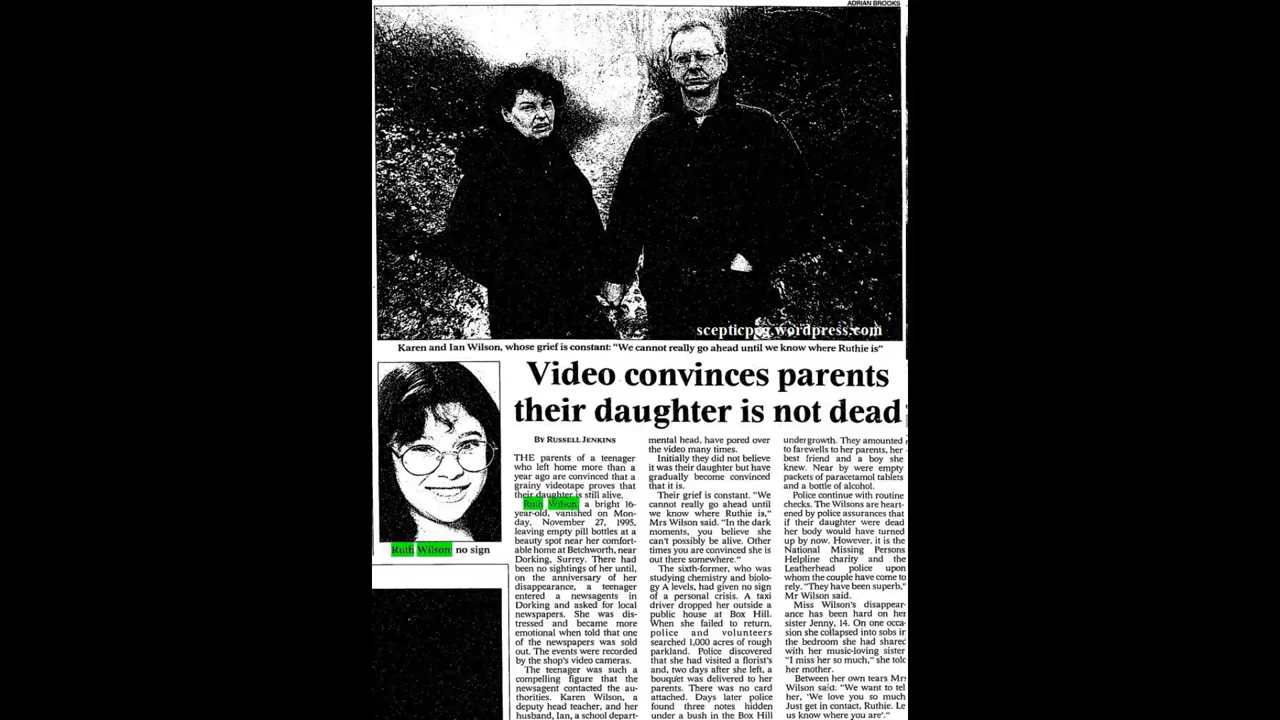 ADRIAN BROOKS
scepticpeg.wordpress.com
Karen and Ian Wilson, whose grief is constant: "We cannot really go ahead until we know where Ruthie is"
Video convinces parents
their daughter is not dead
Ruth Wilson: no sign
BY RUSSELL JENKINS
THE parents of a teenager
who left home more than a
year ago are convinced that a
grainy videotape proves that
their daughter is still alive.
Ruth Wilson, a bright 16-
year-old, vanished on Mon-
day, November 27, 1995,
leaving empty pill bottles at a
beauty spot near her comfort-
able home at Betchworth, near
Dorking, Surrey. There had
been no sightings of her until,
on the anniversary of her
disappearance, a teenager
entered a newsagents in
Dorking and asked for local
newspapers. She was dis-
tressed and became more
emotional when told that one
of the newspapers was sold
out. The events were recorded
by the shop's video cameras.
The teenager was such a
compelling figure that the
newsagent contacted the au-
thorities. Karen Wilson, a
deputy head teacher, and her
husband, Ian, a school depart-
mental head, have pored over
the video many times.
Initially they did not believe
it was their daughter but have
gradually become convinced
that it is.
Their grief is constant. "We
cannot really go ahead until
we know where Ruthie is,"
Mrs Wilson said. "In the dark
moments, you believe she
can't possibly be alive. Other
times you are convinced she is
out there somewhere."
The sixth-former, who was
studying chemistry and biolo-
gy A levels, had given no sign
of a personal crisis. A taxi
driver dropped her outside a
public house at Box Hill.
When she failed to return,
police and volunteers
searched 1,000 acres of rough
parkland. Police discovered
that she had visited a florist's
and, two days after she left, a
bouquet was delivered to her
parents. There was no card
attached. Days later police
found three notes hidden
under a bush in the Box Hill
undergrowth. They amounted
to farewells to her parents, her
best friend and a boy she
knew. Near by were empty
packets of paracetamol tablets
and a bottle of alcohol.
Police continue with routine
checks. The Wilsons are heart-
ened by police assurances that
if their daughter were dead
her body would have turned
up by now. However, it is the
National Missing Persons
Helpline charity and the
Leatherhead police upon
whom the couple have come to
rely. "They have been superb,"
Mr Wilson said.
Miss Wilson's disappear-
ance has been hard on her
sister Jenny, 14. On one occa-
sion she collapsed into sobs in
the bedroom she had shared
with her music-loving sister
"I miss her so much," she told
her mother.
Between her own tears Mrs
Wilson said: "We want to tell
her, 'We love you so much
Just get in contact, Ruthie. Le
us know where you are'."